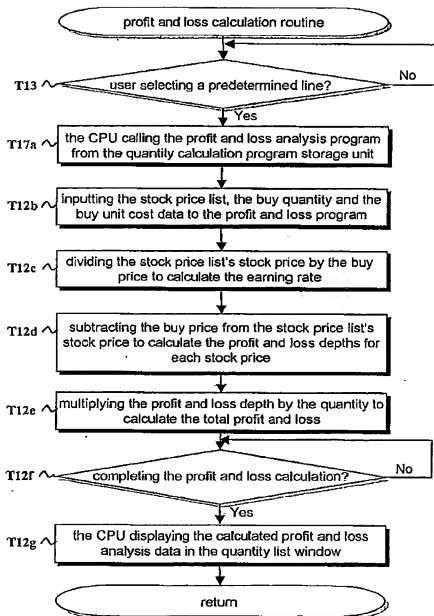 profit and loss calculation routine
T13
user selecting a predetermined line?
No
Yes
T17a
the CPU calling the profit and loss analysis program
from the quantity calculation program storage unit
T12b
inputting the stock price list, the buy quantity and the
buy unit cost data to the profit and loss program
T12c
dividing the stock price list's stock price by the buy
price to calculate the earning rate
T12d
subtracting the buy price from the stock price list's
stock price to calculate the profit and loss depths for
each stock price
T12e
multiplying the profit and loss depth by the quantity to
calculate the total profit and loss
T12f
completing the profit and loss calculation?
No
Yes
T12g
the CPU displaying the calculated profit and loss
analysis data in the quantity list window
return